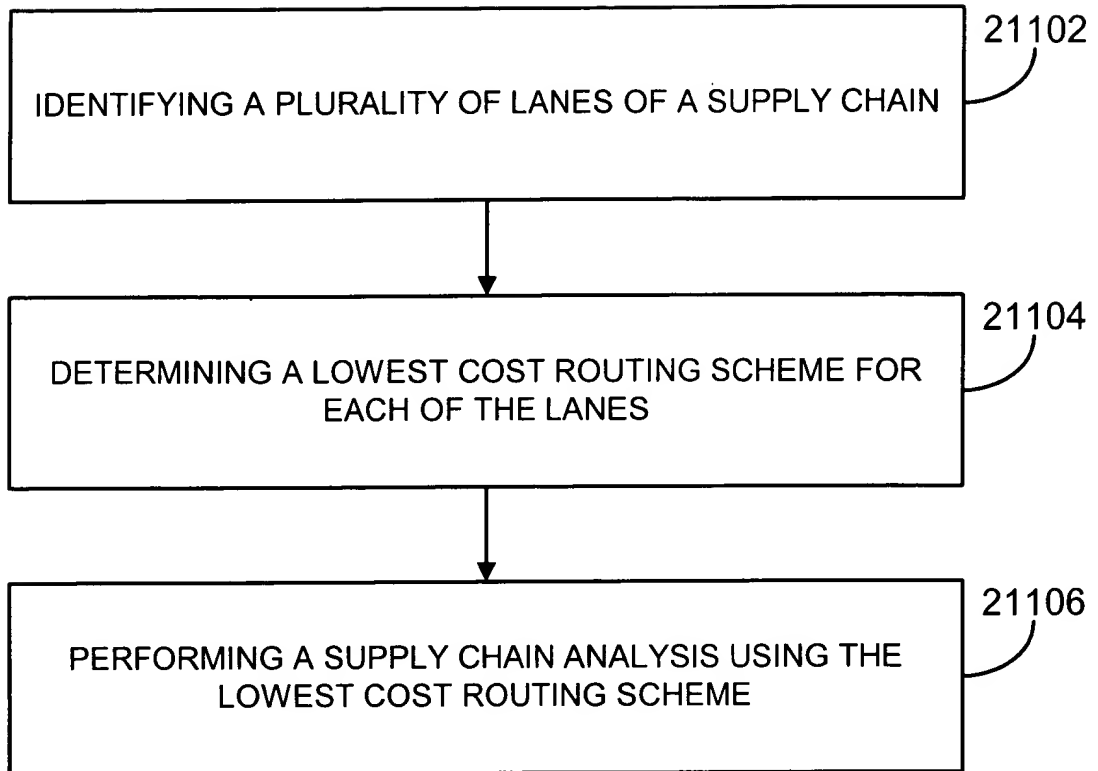 21102
IDENTIFYING A PLURALITY OF LANES OF A SUPPLY CHAIN
21104
DETERMINING A LOWEST COST ROUTING SCHEME FOR
EACH OF THE LANES
21106
PERFORMING A SUPPLY CHAIN ANALYSIS USING THE
LOWEST COST ROUTING SCHEME